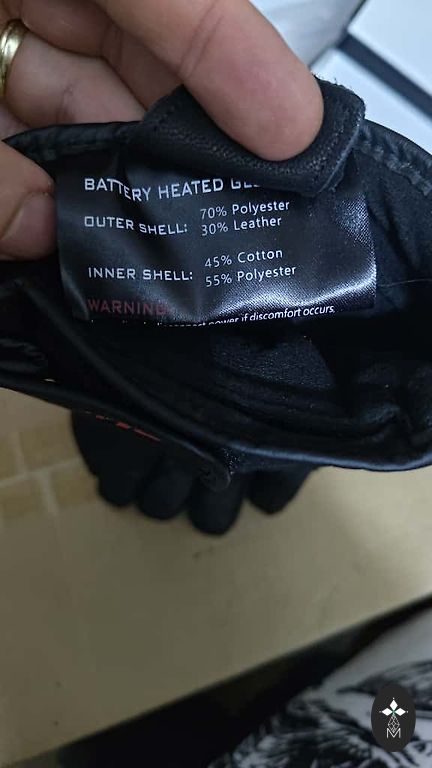 BATTERY HEATED
OUTER SHELL: 70% Polyester
30% Leather
INNER SHELL: 45% Cotton
55% Polyester
WARNING
power if discomfort occurs.
M